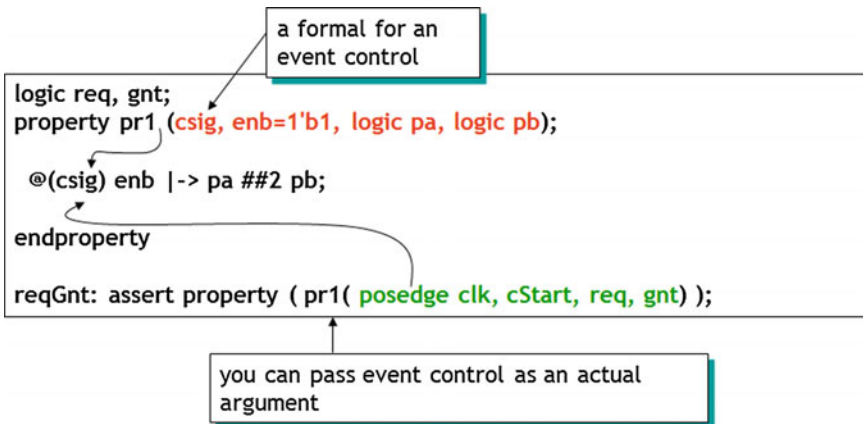 a formal for an
event control
logic req, gnt;
property pr1 (csig, enb=1'b1, logic pa, logic pb);
@(csig) enb |-> pa ##2 pb;
endproperty
reqGnt: assert property ( pr1( posedge clk, cStart, req, gnt) );
you can pass event control as an actual
argument